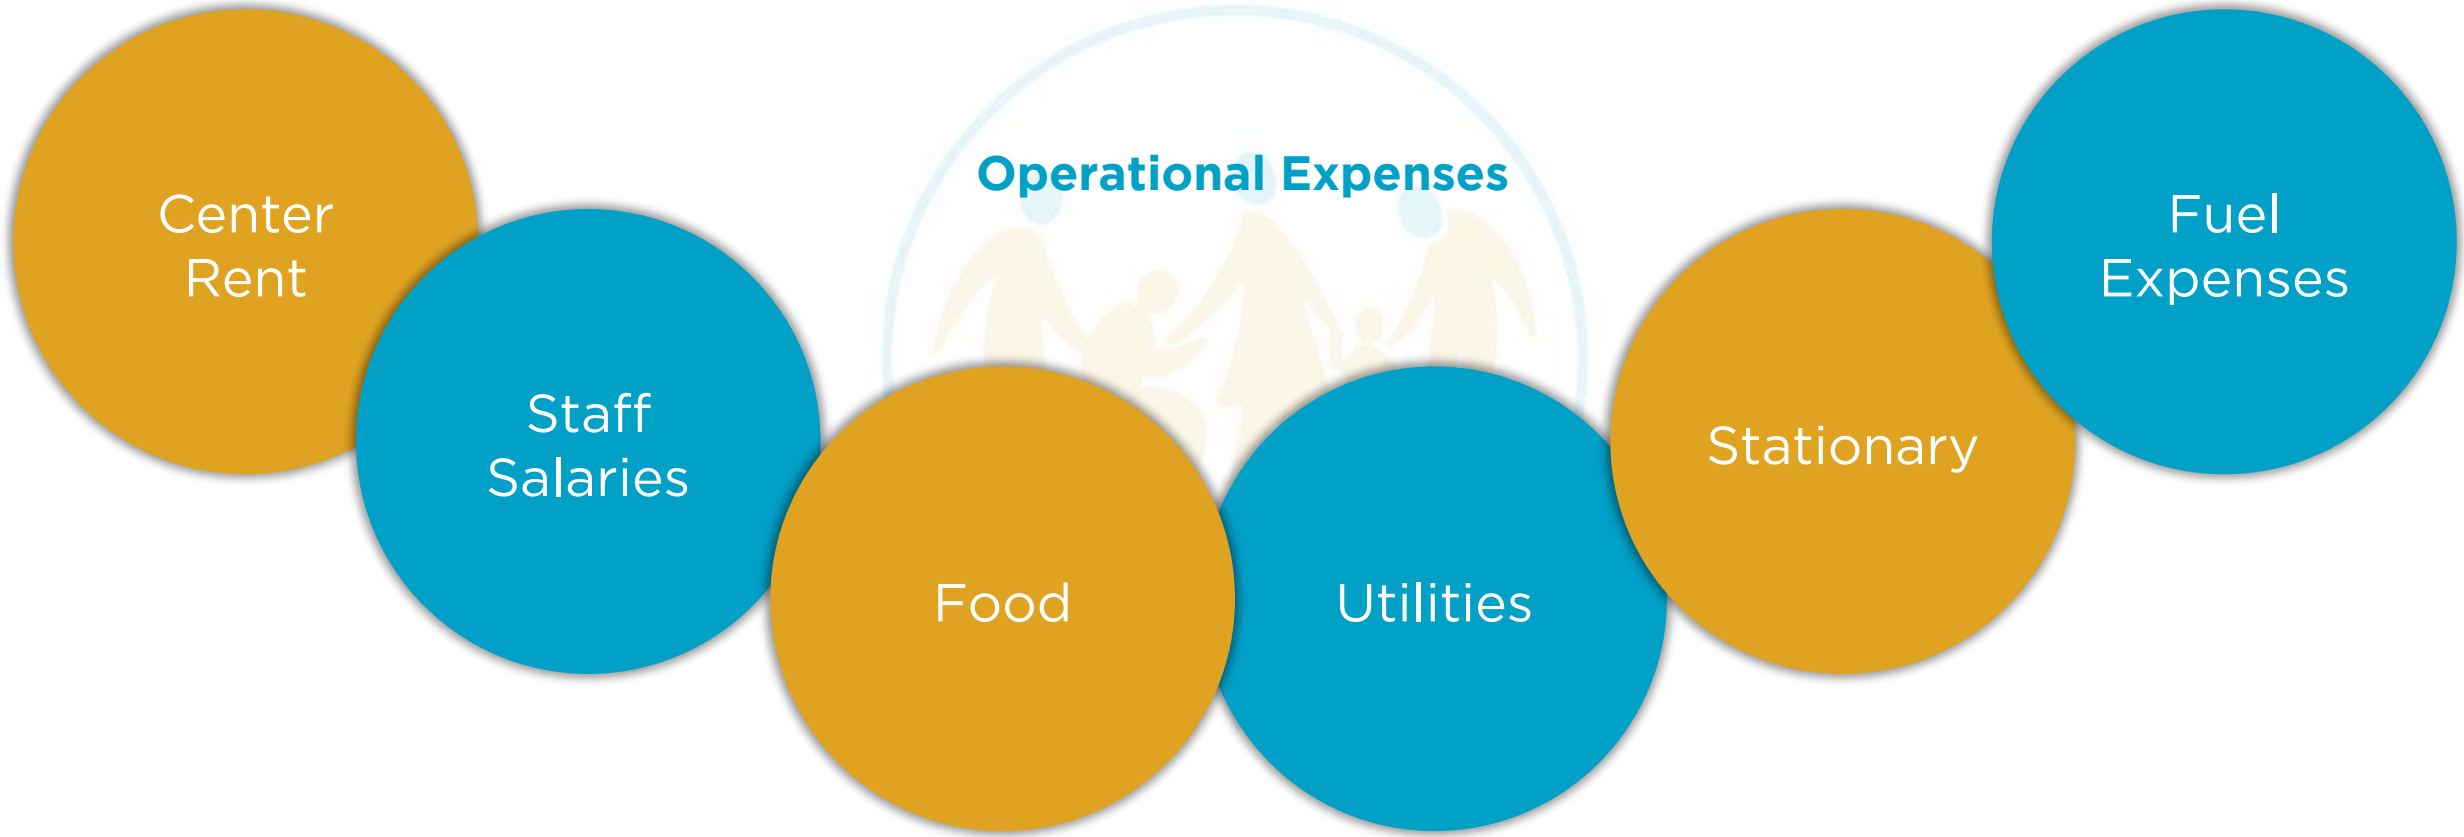 Operational Expenses
Center
Rent
Staff
Salaries
Food
Utilities
Stationary
Fuel
Expenses